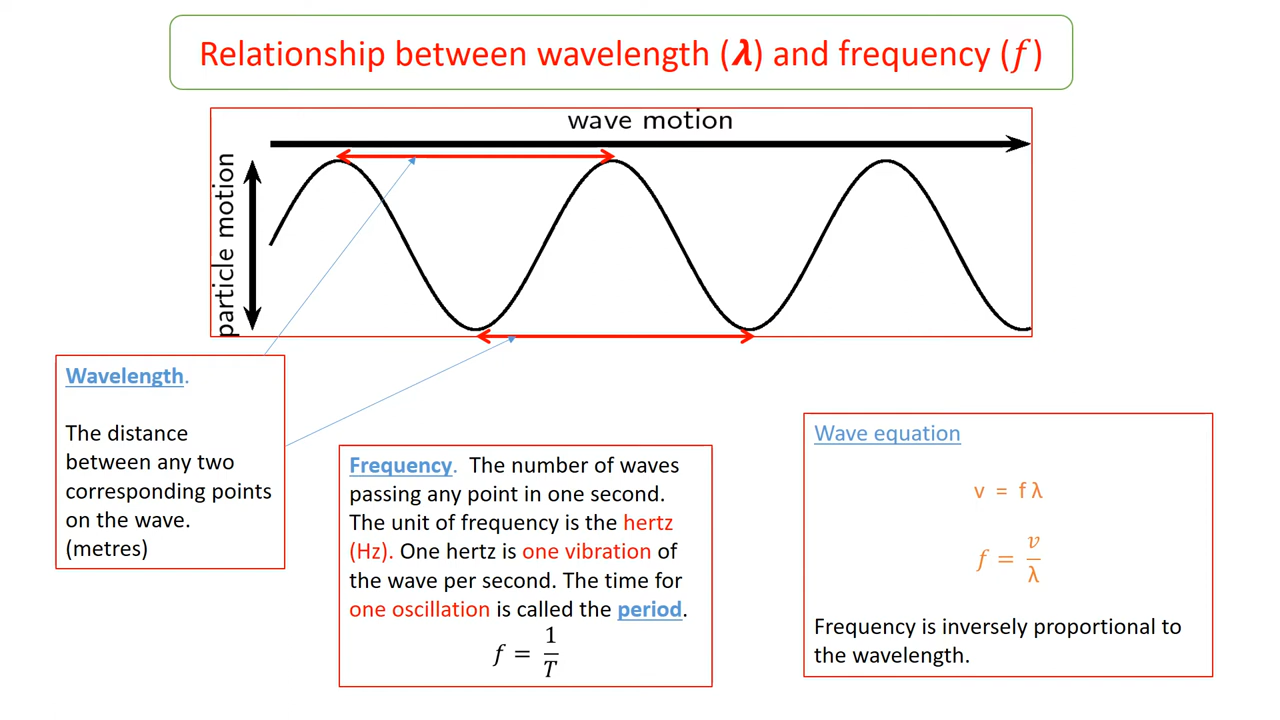 Relationship between wavelength (λ) and frequency (f)
wave motion
particle motion
Wavelength.
The distance
between any two
corresponding points
on the wave.
(metres)
Frequency.  The number of waves
passing any point in one second.
The unit of frequency is the hertz
(Hz). One hertz is one vibration of
the wave per second. The time for
one oscillation is called the period.
f = 1/T
Wave equation
v = f λ
f = v/λ
Frequency is inversely proportional to
the wavelength.